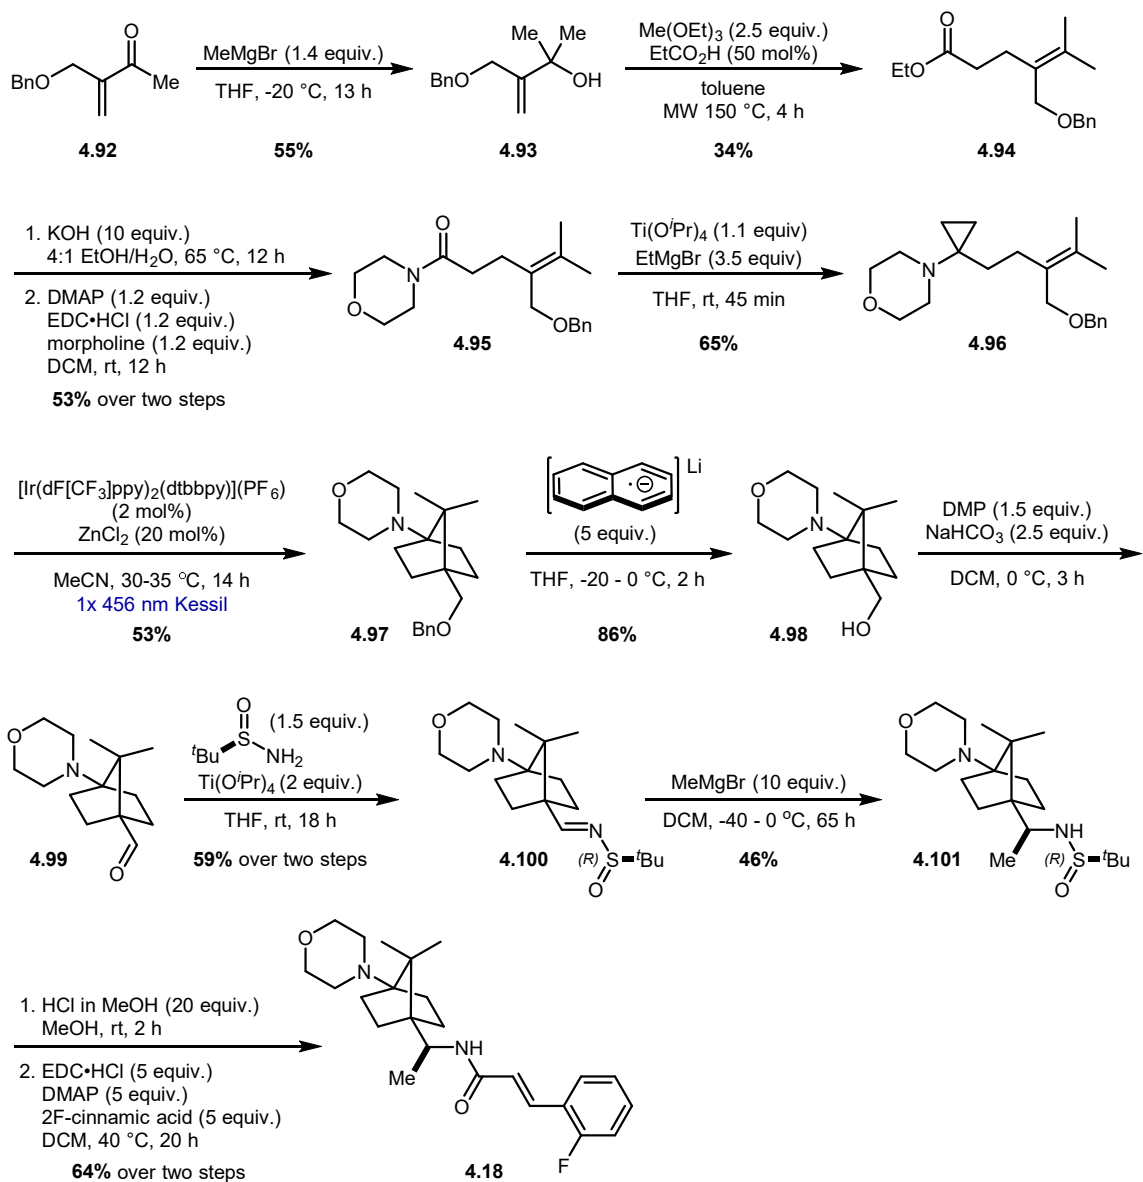 O
BnO
Me
4.92
MeMgBr (1.4 equiv.)
THF, -20 °C, 13 h
55%
Me Me
BnO
OH
4.93
Me(OEt)3 (2.5 equiv.)
EtCO2H (50 mol%)
toluene
MW 150 °C, 4 h
34%
O
EtO
OBn
4.94
1. KOH (10 equiv.)
4:1 EtOH/H2O, 65 °C, 12 h
2. DMAP (1.2 equiv.)
EDC•HCl (1.2 equiv.)
morpholine (1.2 equiv.)
DCM, rt, 12 h
53% over two steps
O
N
O
OBn
4.95
Ti(OiPr)4 (1.1 equiv)
EtMgBr (3.5 equiv)
THF, rt, 45 min
65%
N
O
OBn
4.96
[Ir(dF[CF3]ppy)2(dtbbpy)](PF6)
(2 mol%)
ZnCl2 (20 mol%)
MeCN, 30-35 °C, 14 h
1x 456 nm Kessil
53%
O
N
BnO
4.97
Li
(5 equiv.)
THF, -20 - 0 °C, 2 h
86%
O
N
HO
4.98
DMP (1.5 equiv.)
NaHCO3 (2.5 equiv.)
DCM, 0 °C, 3 h
O
N
O
4.99
O
S
tBu
NH2
(1.5 equiv.)
Ti(OiPr)4 (2 equiv.)
THF, rt, 18 h
59% over two steps
O
N
N
(R) S tBu
O
4.100
MeMgBr (10 equiv.)
DCM, -40 - 0 °C, 65 h
46%
O
N
NH
Me
(R) S tBu
O
4.101
1. HCl in MeOH (20 equiv.)
MeOH, rt, 2 h
2. EDC•HCl (5 equiv.)
DMAP (5 equiv.)
2F-cinnamic acid (5 equiv.)
DCM, 40 °C, 20 h
64% over two steps
O
N
NH
Me
O
F
4.18